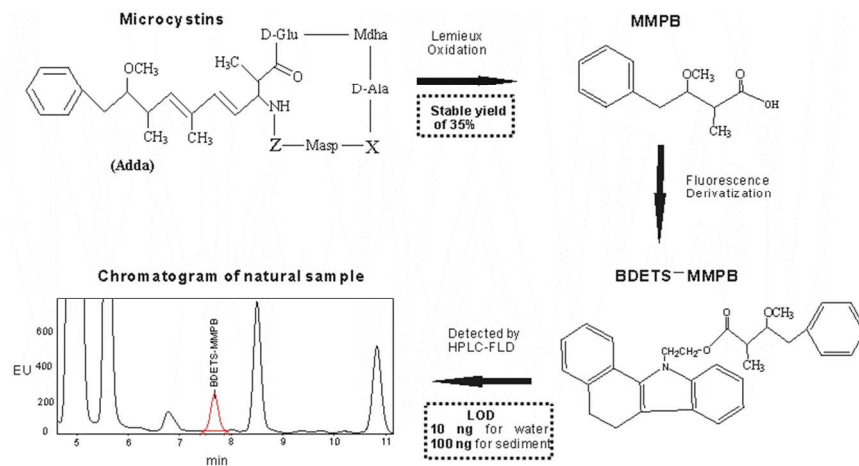 Microcystins
D-Glu
Mdha
H₃C
O
OCH₃
D-Ala
NH
CH₃
CH₃
Z
Masp
X
(Adda)
Lemieux
Oxidation
Stable yield
of 35%
MMPB
OCH₃
O
OH
CH₃
Fluorescence
Derivatization
BDETS—MMPB
O
OCH₃
CH₂CH₂O
CH₃
N
Detected by
HPLC-FLD
LOD
10 ng for water
100 ng for sediment
Chromatogram of natural sample
600
400
EU
200
0
BDETS-MMPB
5 6 7 8 9 10 11
min